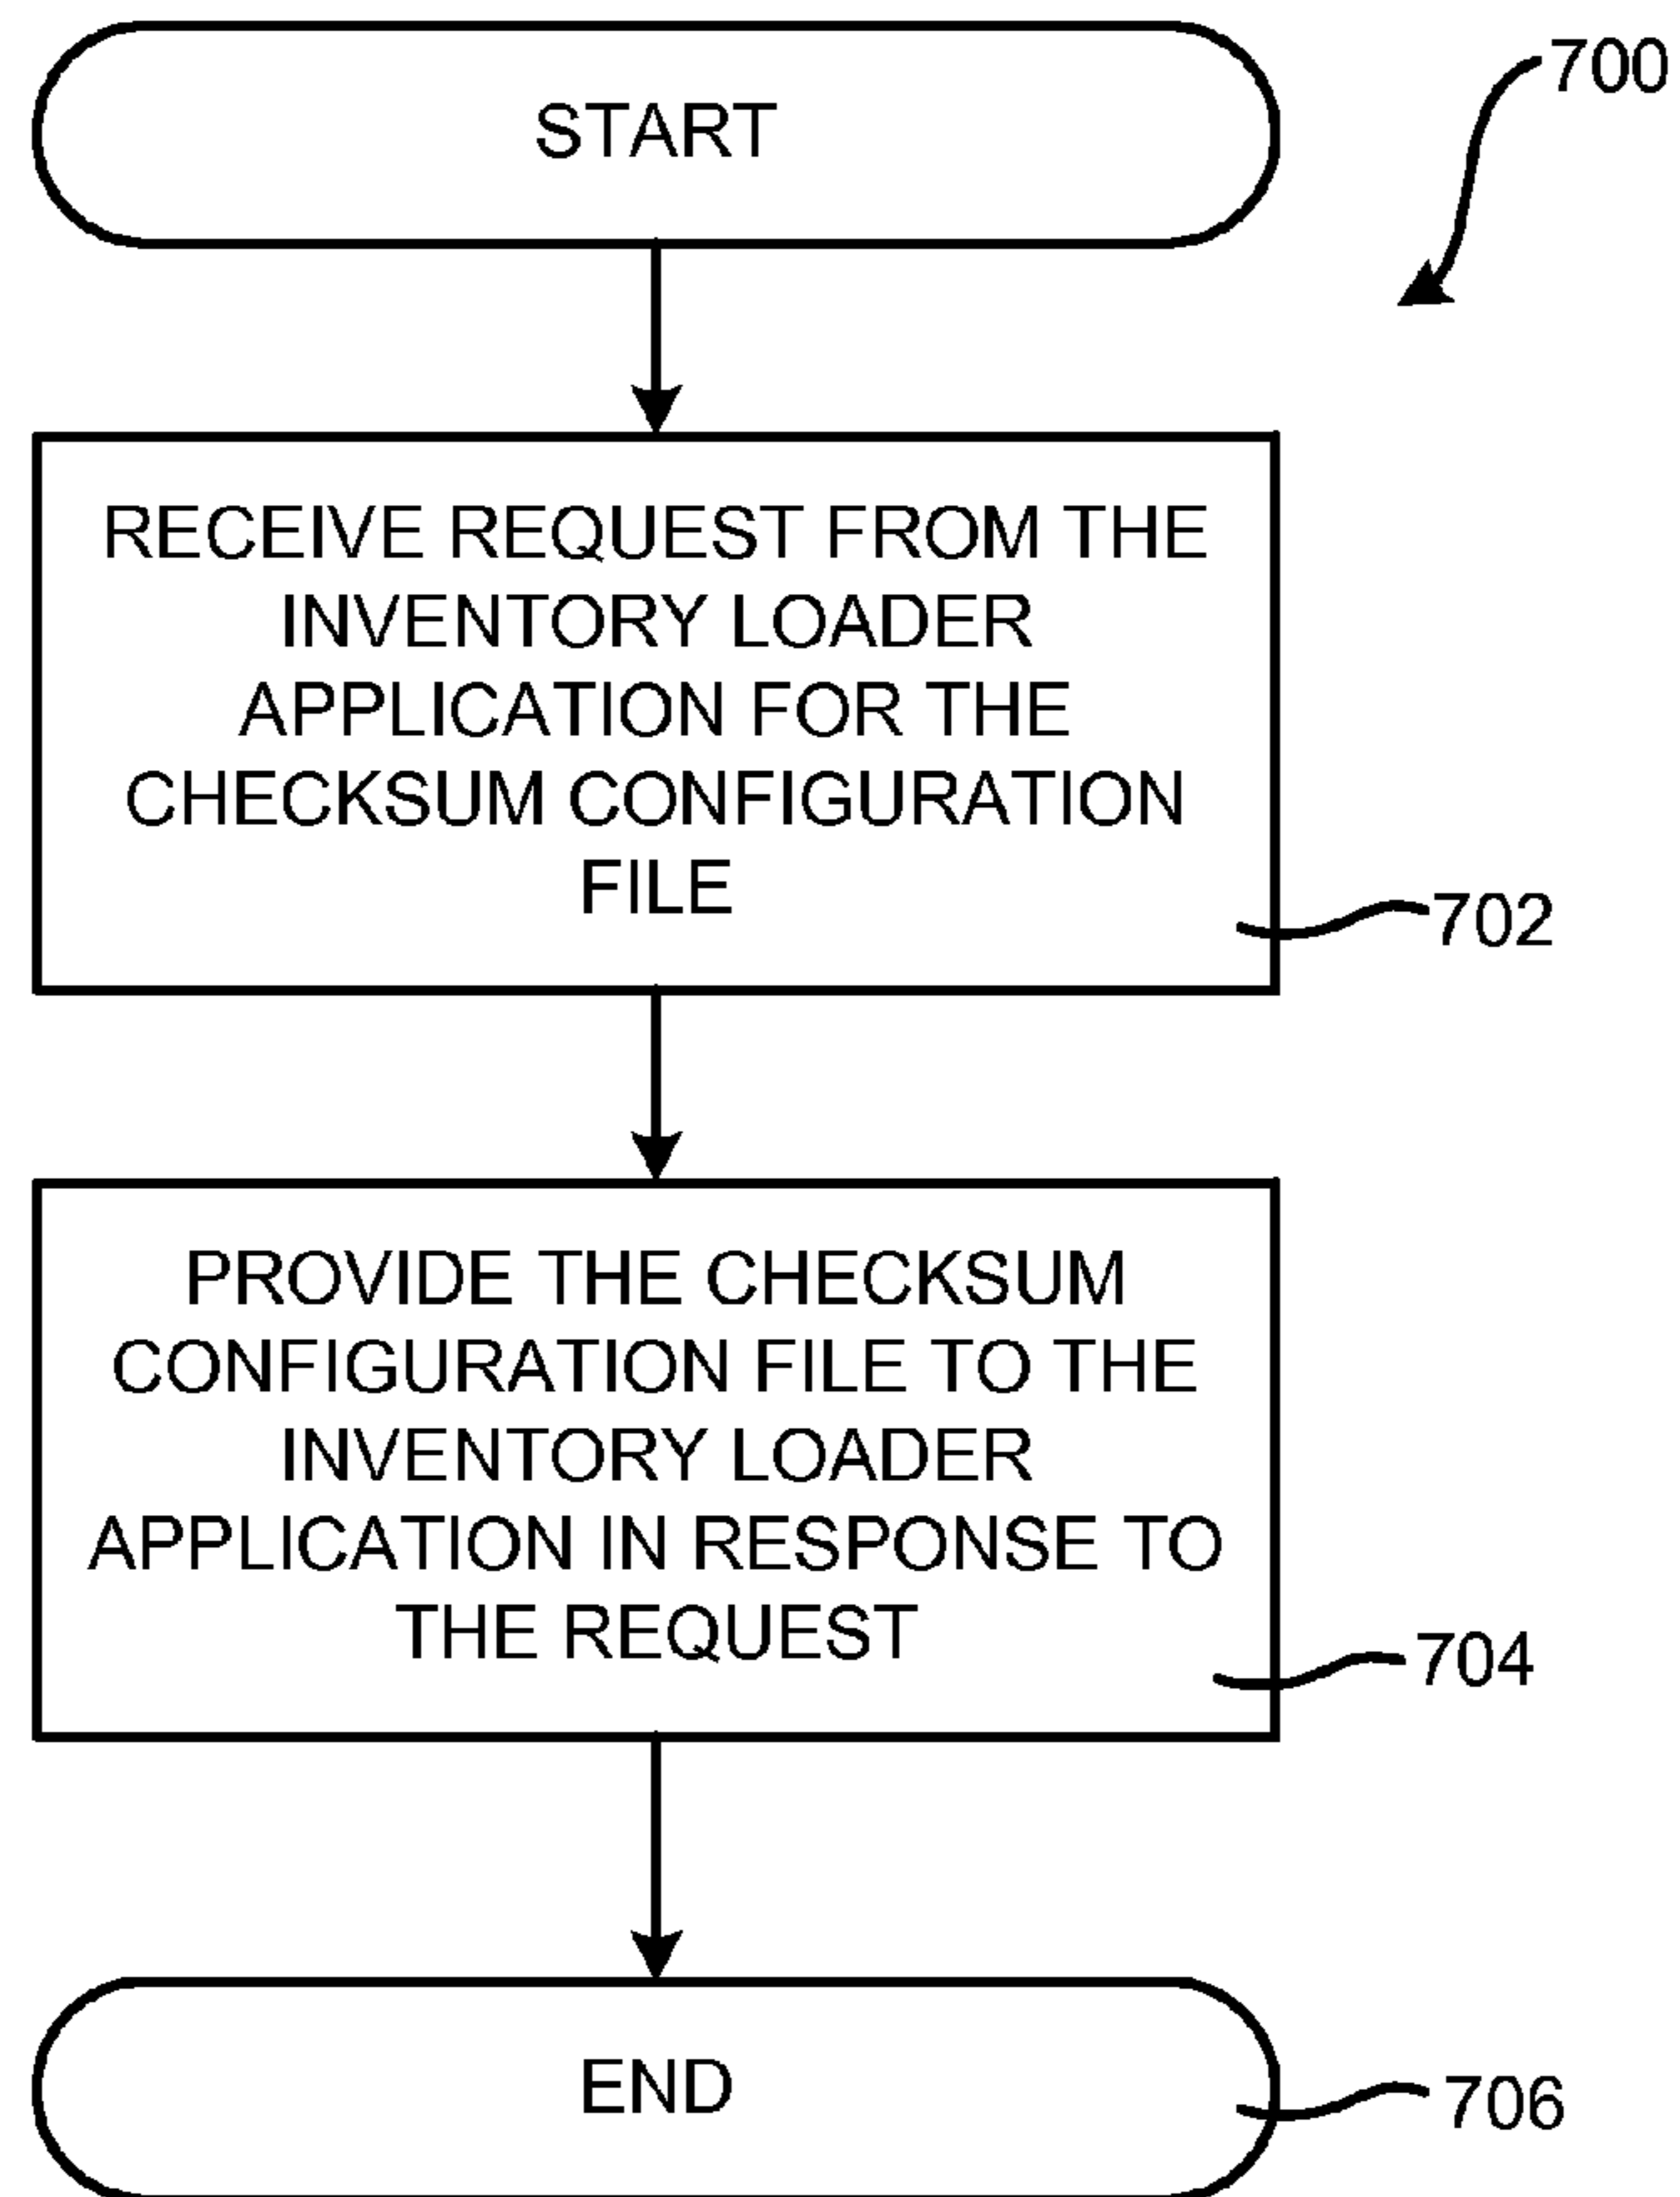 START
700
RECEIVE REQUEST FROM THE
INVENTORY LOADER
APPLICATION FOR THE
CHECKSUM CONFIGURATION
FILE
702
PROVIDE THE CHECKSUM
CONFIGURATION FILE TO THE
INVENTORY LOADER
APPLICATION IN RESPONSE TO
THE REQUEST
704
END
706